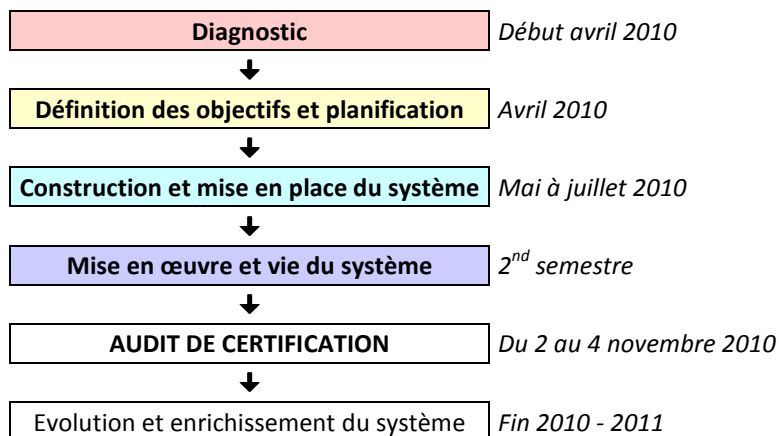 Diagnostic Début avril 2010
Définition des objectifs et planification Avril 2010
Construction et mise en place du système Mai à juillet 2010
Mise en œuvre et vie du système 2nd semestre
AUDIT DE CERTIFICATION Du 2 au 4 novembre 2010
Evolution et enrichissement du système Fin 2010 - 2011